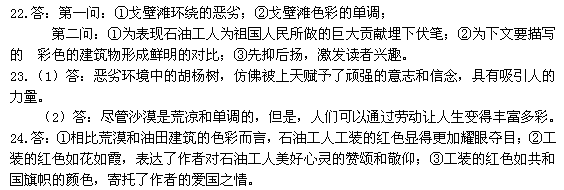 22.答：第一问：①戈壁滩环绕的恶劣；②戈壁滩色彩的单调；
第二问：①为表现石油工人为祖国人民所做的巨大贡献埋下伏笔；②为下文要描写
的 彩色的建筑物形成鲜明的对比；③先抑后扬，激发读者兴趣。
23.（1）答：恶劣环境中的胡杨树，仿佛被上天赋予了顽强的意志和信念，具有吸引人的
力量。
（2）答：尽管沙漠是荒凉和单调的，但是，人们可以通过劳动让人生变得丰富多彩。
24.答：①相比荒漠和油田建筑的色彩而言，石油工人工装的红色显得更加耀眼夺目；②工
装的红色如花如霞，表达了作者对石油工人美好心灵的赞颂和敬仰；③工装的红色如共和
国旗帜的颜色，寄托了作者的爱国之情。